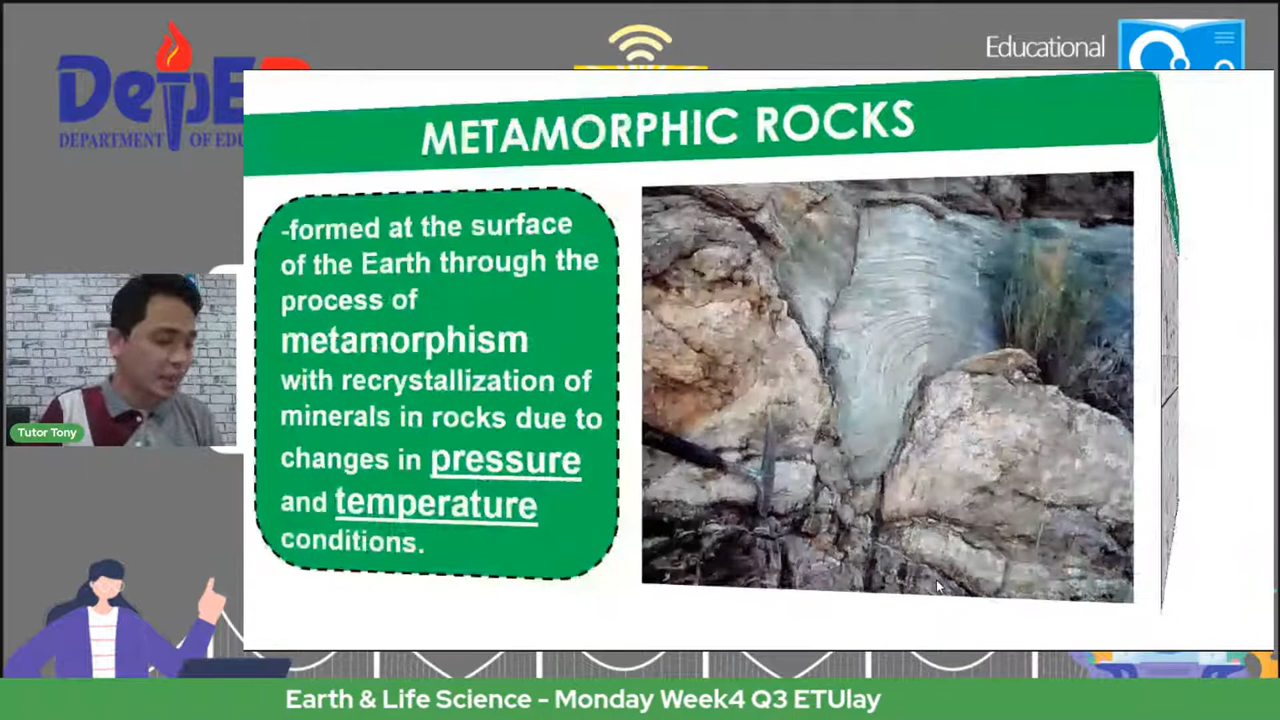 DepE
DEPARTMENT OF EDU
Educational
METAMORPHIC ROCKS
-formed at the surface
of the Earth through the
process of
metamorphism
with recrystallization of
minerals in rocks due to
changes in pressure
and temperature
conditions.
Tutor Tony
Earth & Life Science - Monday Week4 Q3 ETUlay